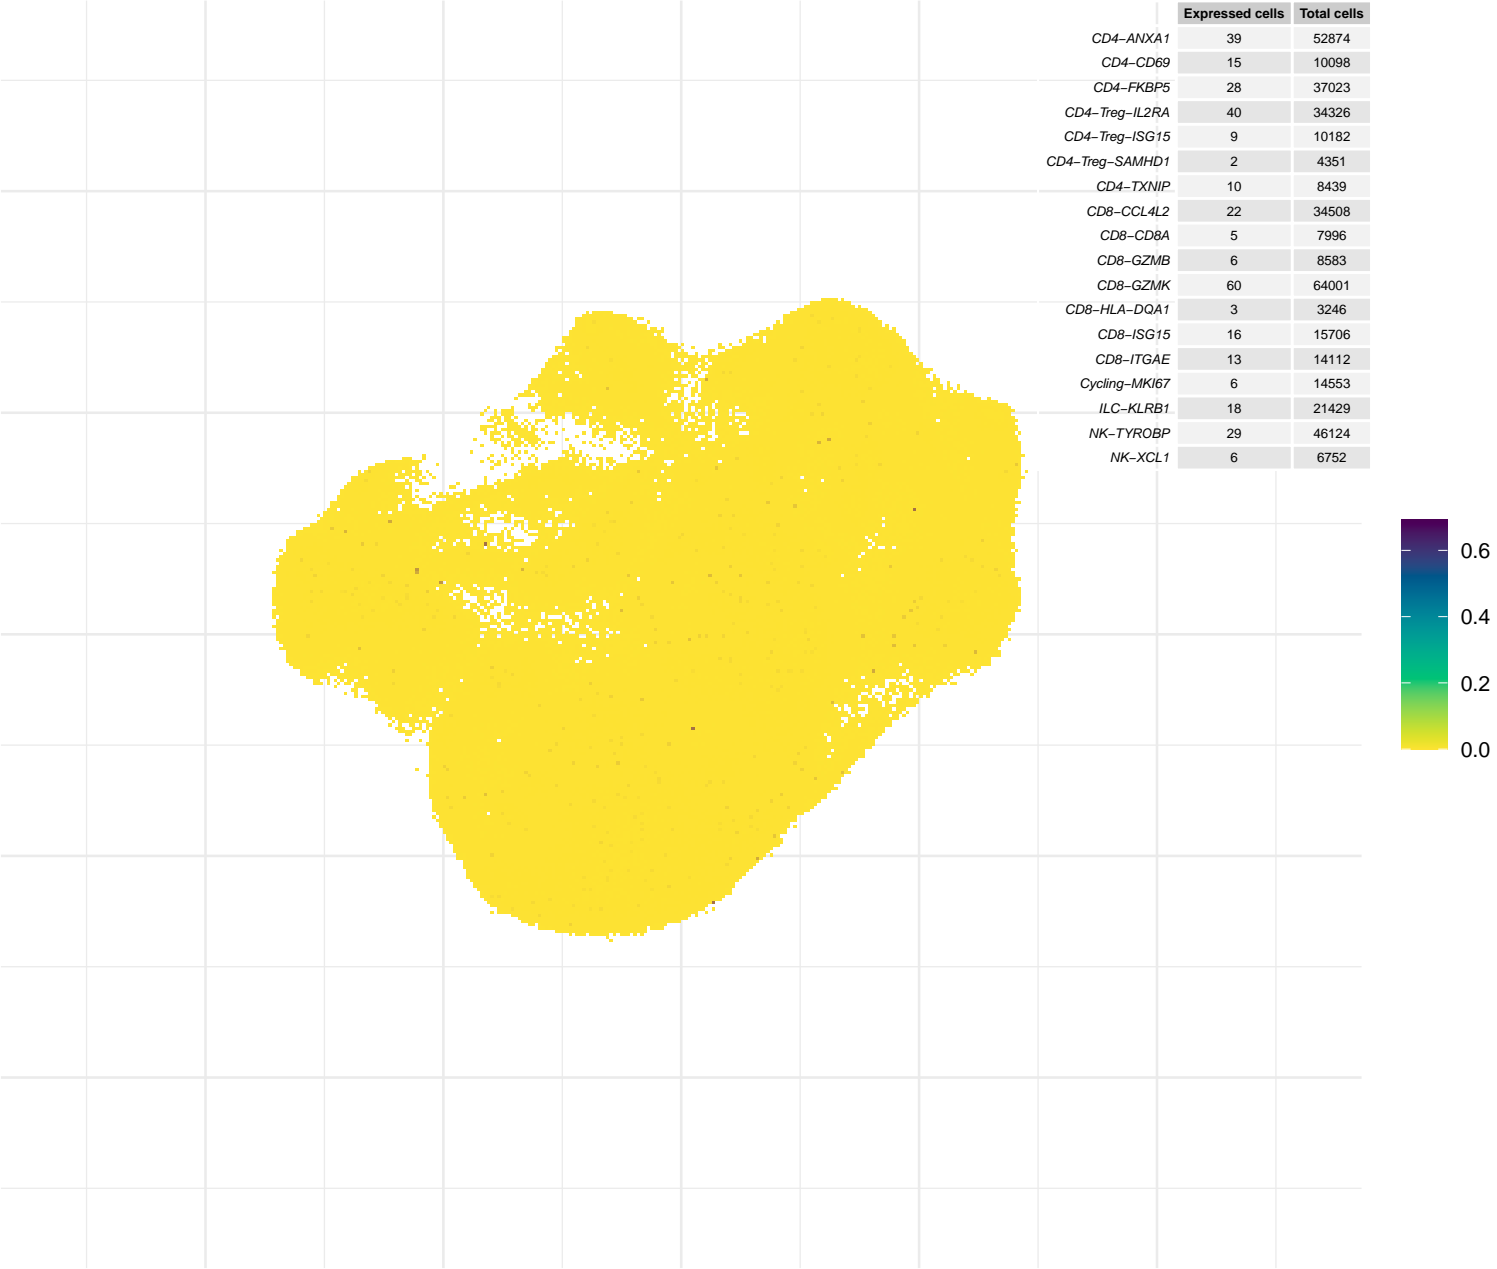 Expressed cells Total cells
CD4−ANXA1 39 52874
CD4−CD69 15 10098
CD4−FKBP5 28 37023
CD4−Treg−IL2RA 40 34326
CD4−Treg−ISG15 9 10182
CD4−Treg−SAMHD1 2 4351
CD4−TXNIP 10 8439
CD8−CCL4L2 22 34508
CD8−CD8A 5 7996
CD8−GZMB 6 8583
CD8−GZMK 60 64001
CD8−HLA−DQA1 3 3246
CD8−ISG15 16 15706
CD8−ITGAE 13 14112
Cycling−MKI67 6 14553
ILC−KLRB1 18 21429
NK−TYROBP 29 46124
NK−XCL1 6 6752
0.6
0.4
0.2
0.0